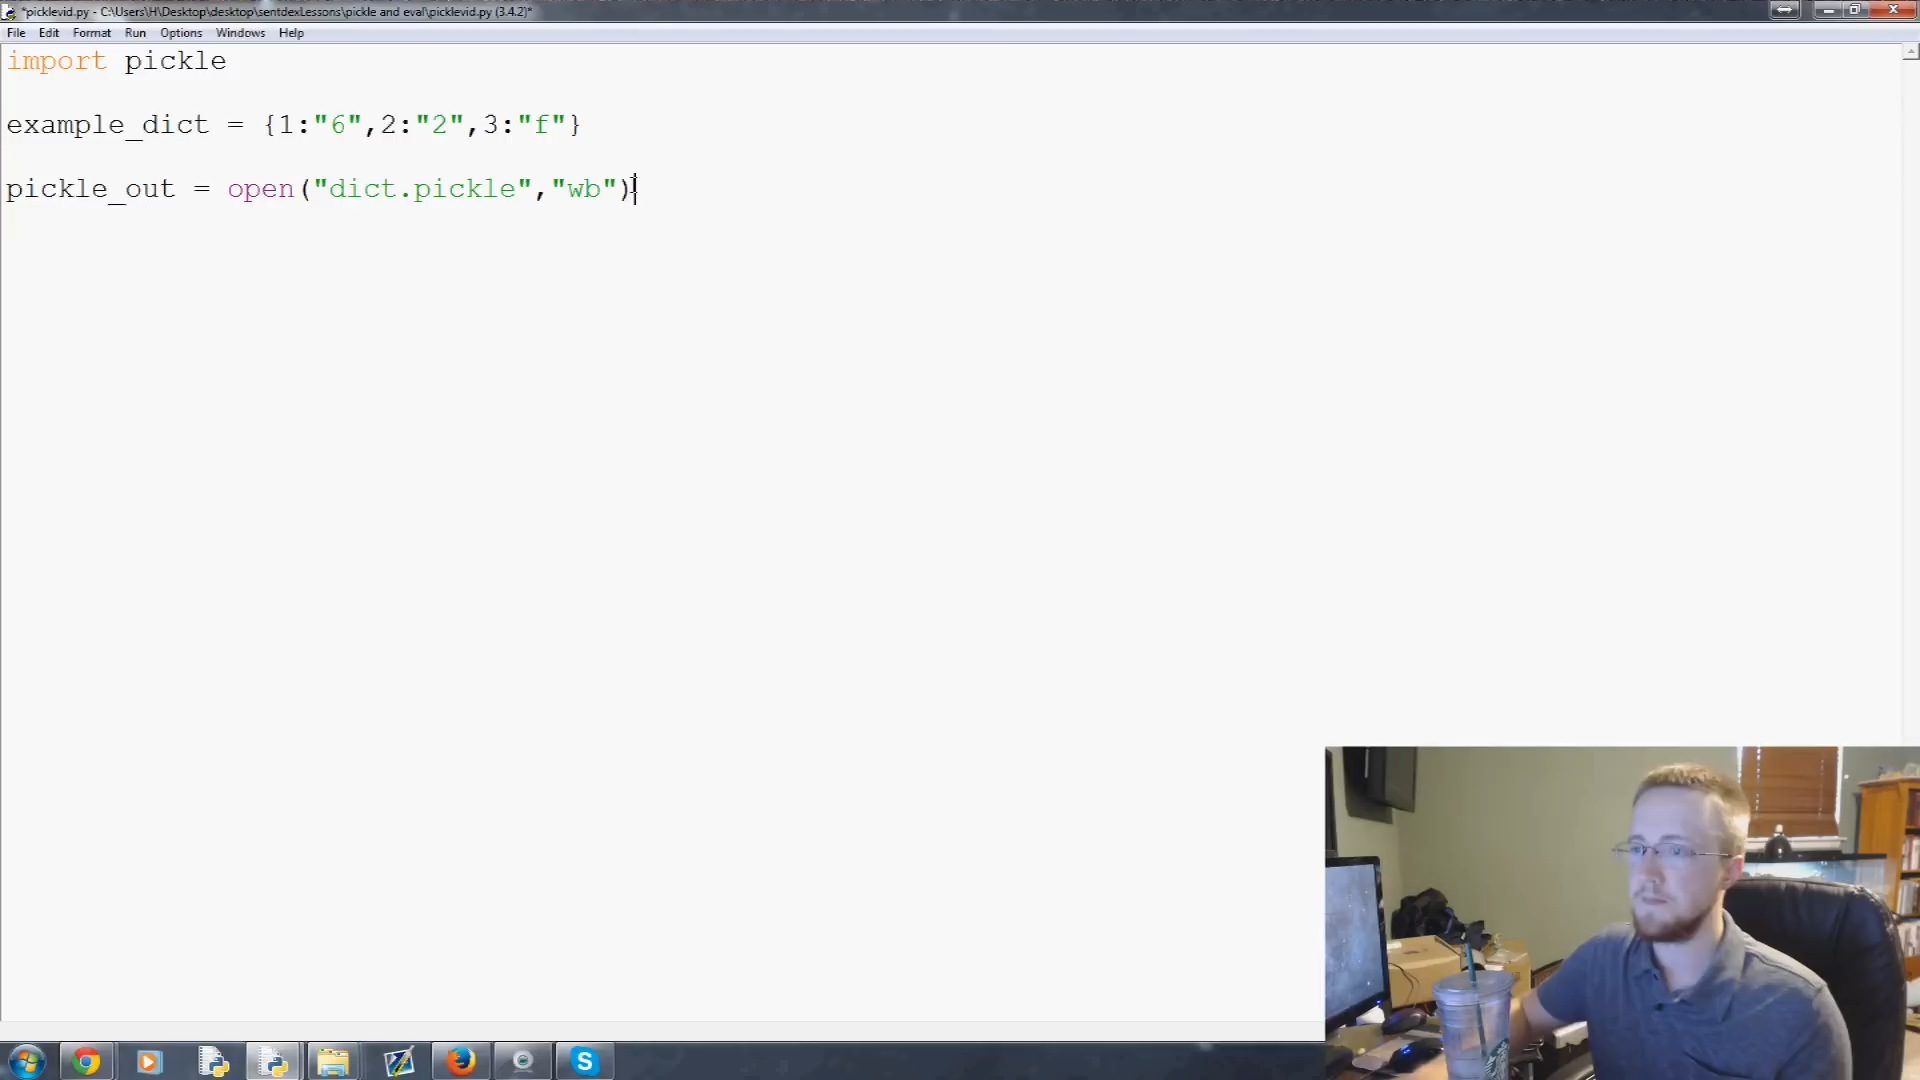 *picklevid.py - C:\Users\H\Desktop\desktop\sentdexLessons\pickle and eval\picklevid.py (3.4.2)*
File Edit Format Run Options Windows Help
import pickle
example_dict = {1:"6",2:"2",3:"f"}
pickle_out = open("dict.pickle","wb")